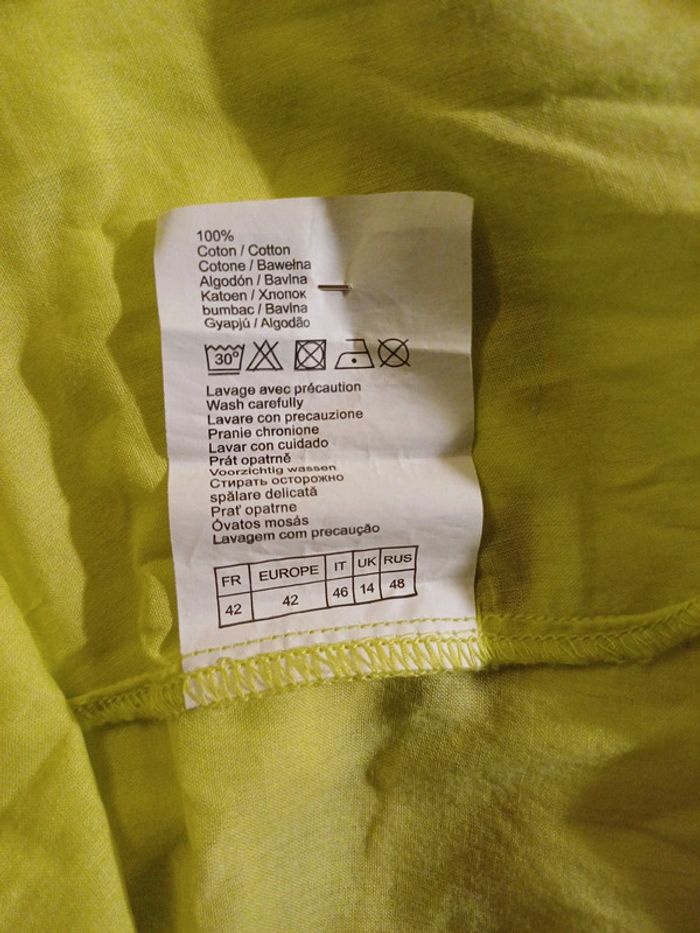 100%
Coton / Cotton
Cotone / Bawełna
Algodón / Bavlna
Katoen / Хлопок
bumbac / Bavlna
Gyapjú / Algodão
30°
Lavage avec précaution
Wash carefully
Lavare con precauzione
Pranie chronione
Lavar con cuidado
Prát opatrně
Voorzichtig wassen
Стирать осторожно
spălare delicată
Prať opatrne
Óvatos mosás
Lavagem com precaução
FR EUROPE IT UK RUS
42 42 46 14 48